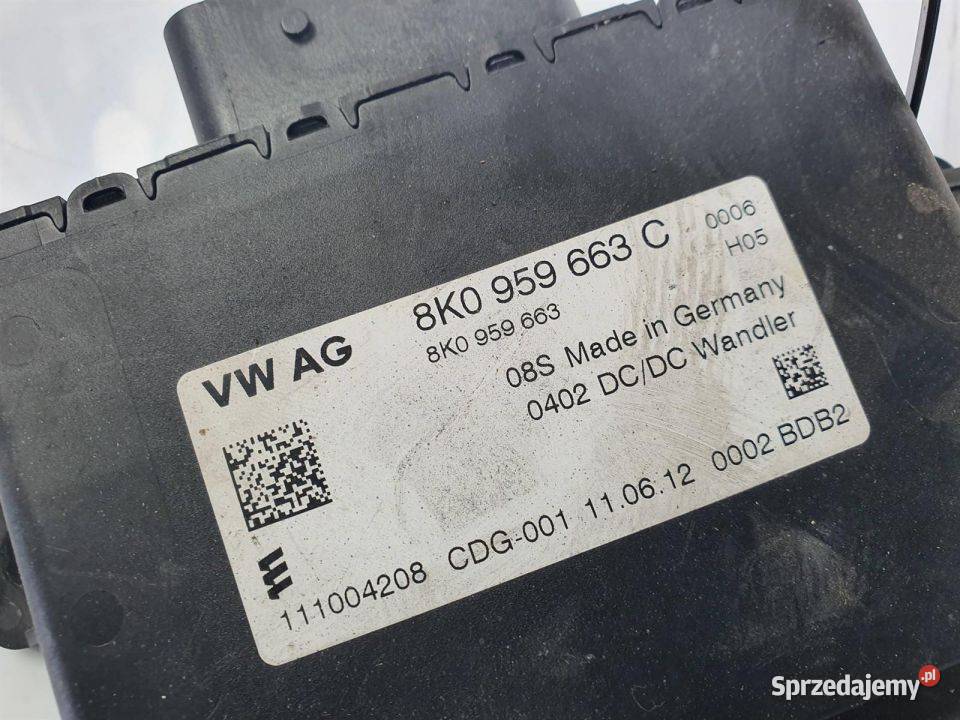 VW AG 8K0 959 663 C 0006
8K0 959 663 H05
08S Made in Germany
0402 DC/DC Wandler
111004208 CDG-001 11.06.12 0002 BDB2
Sprzedajemy.pl